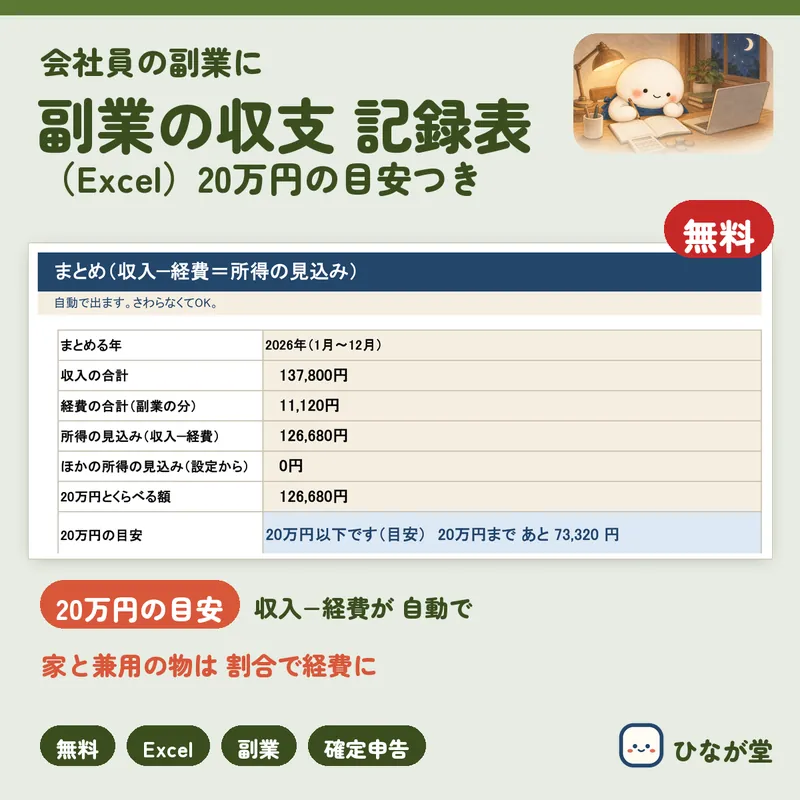 会社員の副業に
副業の収支 記録表
（Excel）20万円の目安つき
無料
まとめ（収入−経費＝所得の見込み）
自動で出ます。さわらなくてOK。
まとめる年 2026年（1月〜12月）
収入の合計 137,800円
経費の合計（副業の分） 11,120円
所得の見込み（収入−経費） 126,680円
ほかの所得の見込み（設定から） 0円
20万円とくらべる額 126,680円
20万円の目安 20万円以下です（目安） 20万円まで あと 73,320 円
20万円の目安 収入−経費が 自動で
家と兼用の物は 割合で経費に
無料 Excel 副業 確定申告 ひなが堂